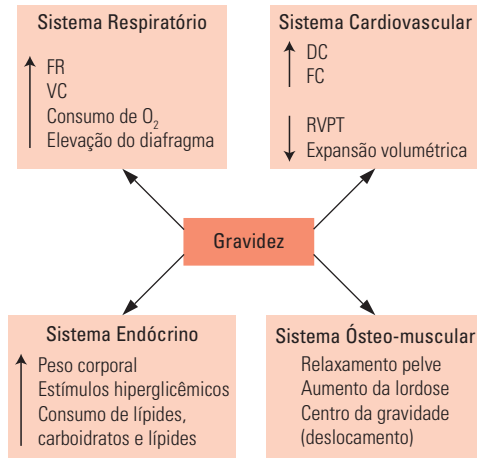 Sistema Respiratório
FR
VC
Consumo de O₂
Elevação do diafragma
Sistema Cardiovascular
DC
FC
RVPT
Expansão volumétrica
Gravidez
Sistema Endócrino
Peso corporal
Estímulos hiperglicêmicos
Consumo de lípides,
carboidratos e lípides
Sistema Ósteo-muscular
Relaxamento pelve
Aumento da lordose
Centro da gravidade
(deslocamento)